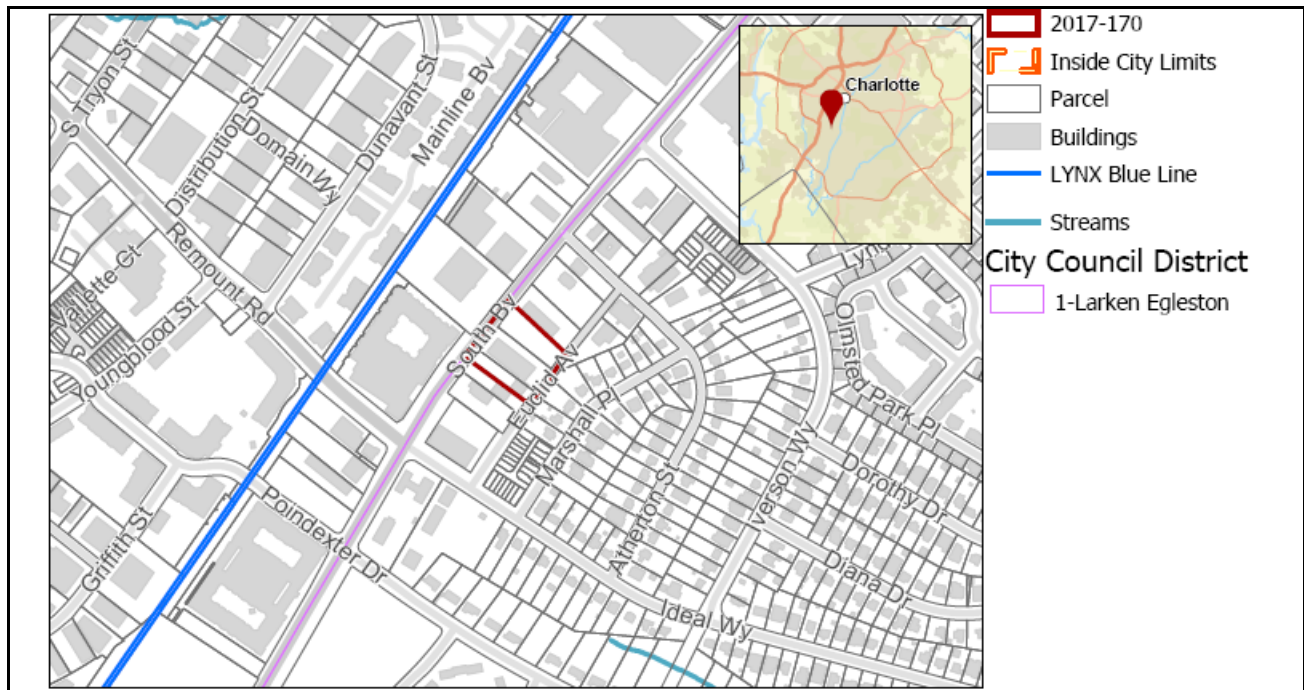 2017-170
Inside City Limits
Parcel
Buildings
LYNX Blue Line
Streams
City Council District
1-Larken Egleston
Charlotte
S Tryon St
Distribution St
Domain Wy
Dunavant St
Mainline Bv
Remount Rd
Youngblood St
South Bv
Euclid Av
Marshall Pl
Olmsted Park Pl
Iverson Wy
Dorothy Dr
Diana Dr
Atherton St
Ideal Wy
Poindexter Dr
Griffith St